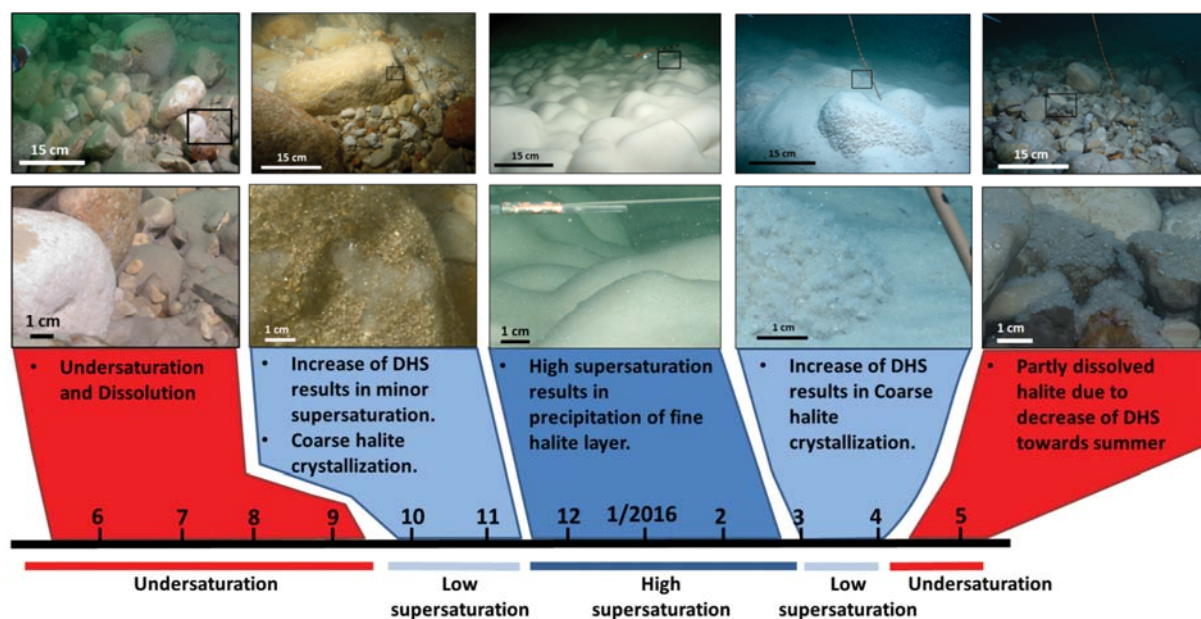 15 cm
15 cm
15 cm
15 cm
15 cm
1 cm
1 cm
1 cm
1 cm
1 cm
• Undersaturation
and Dissolution
• Increase of DHS
results in minor
supersaturation.
• Coarse halite
crystallization.
• High supersaturation
results in
precipitation of fine
halite layer.
• Increase of DHS
results in Coarse
halite
crystallization.
• Partly dissolved
halite due to
decrease of DHS
towards summer
6 7 8 9 10 11 12 1/2016 2 3 4 5
Undersaturation
Low
supersaturation
High
supersaturation
Low
supersaturation
Undersaturation